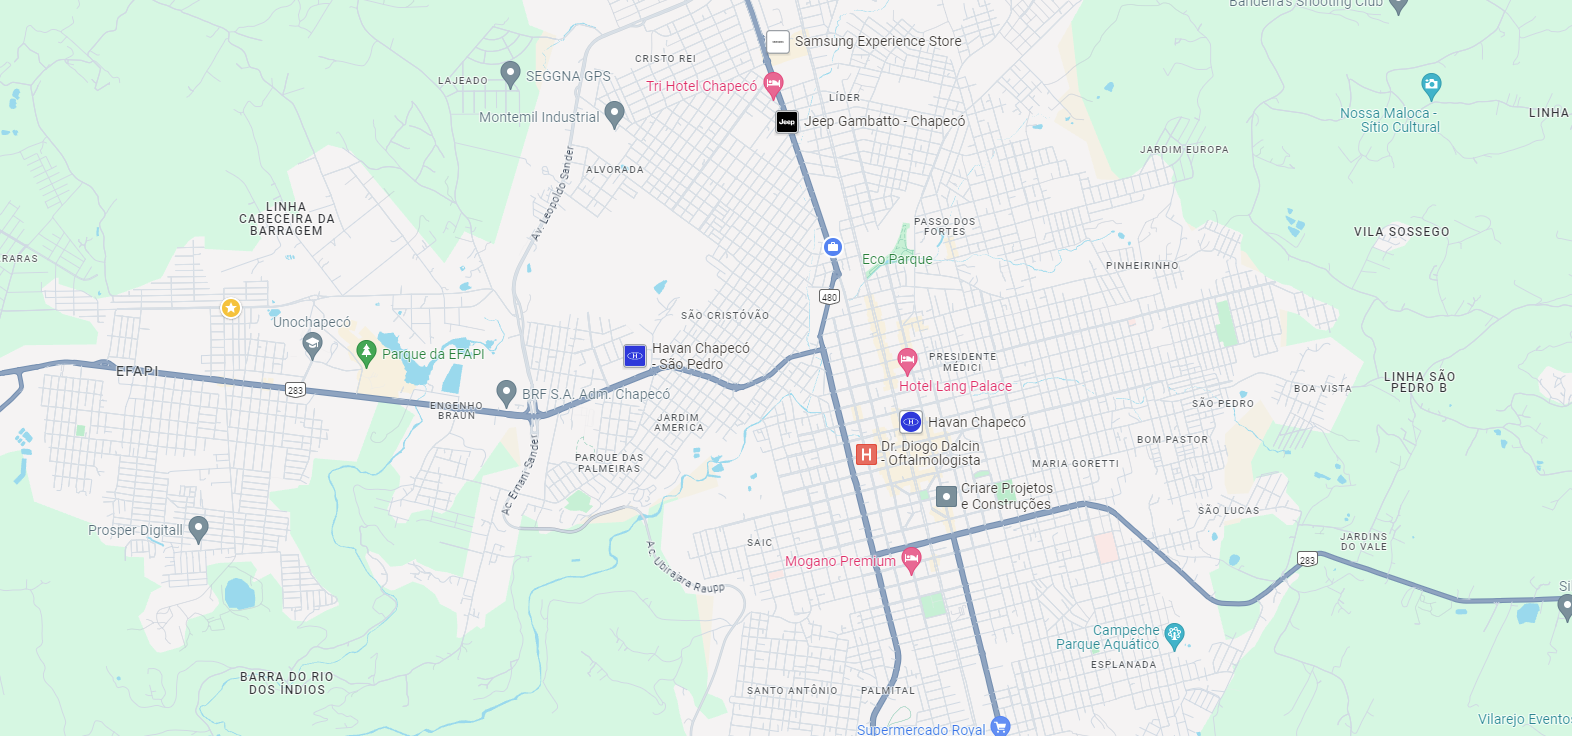 Bandeira's Shooting Club
Samsung Experience Store
CRISTO REI
LAJEADO
SEGGNA GPS
Tri Hotel Chapecó
LÍDER
Nossa Maloca -
Sítio Cultural
LINHA
Montemil Industrial
Jeep
Jeep Gambatto - Chapecó
JARDIM EUROPA
ALVORADA
Av. Leopoldo Sander
LINHA
CABECEIRA DA
BARRAGEM
PASSO DOS
FORTES
VILA SOSSEGO
RARAS
Eco Parque
PINHEIRINHO
480
SÃO CRISTÓVÃO
Unochapecó
Parque da EFAPI
Havan Chapecó
- São Pedro
H
PRESIDENTE
MÉDICI
EFAPI
283
Hotel Lang Palace
BOA VISTA
LINHA SÃO
PEDRO B
BRF S.A. Adm. Chapecó
ENGENHO
BRAUN
SÃO PEDRO
JARDIM
AMERICA
H
Havan Chapecó
BOM PASTOR
H
Dr. Diogo Dalcin
- Oftalmologista
PARQUE DAS
PALMEIRAS
MARIA GORETTI
Ac. Ernani Sander
Criare Projetos
e Construções
SÃO LUCAS
Prosper Digitall
SAIC
JARDINS
DO VALE
Mogano Premium
283
Ac. Ubirajara Raupp
Si
Campeche
Parque Aquático
ESPLANADA
BARRA DO RIO
DOS ÍNDIOS
SANTO ANTÔNIO
PALMITAL
Vilarejo Eventos
Supermercado Royal